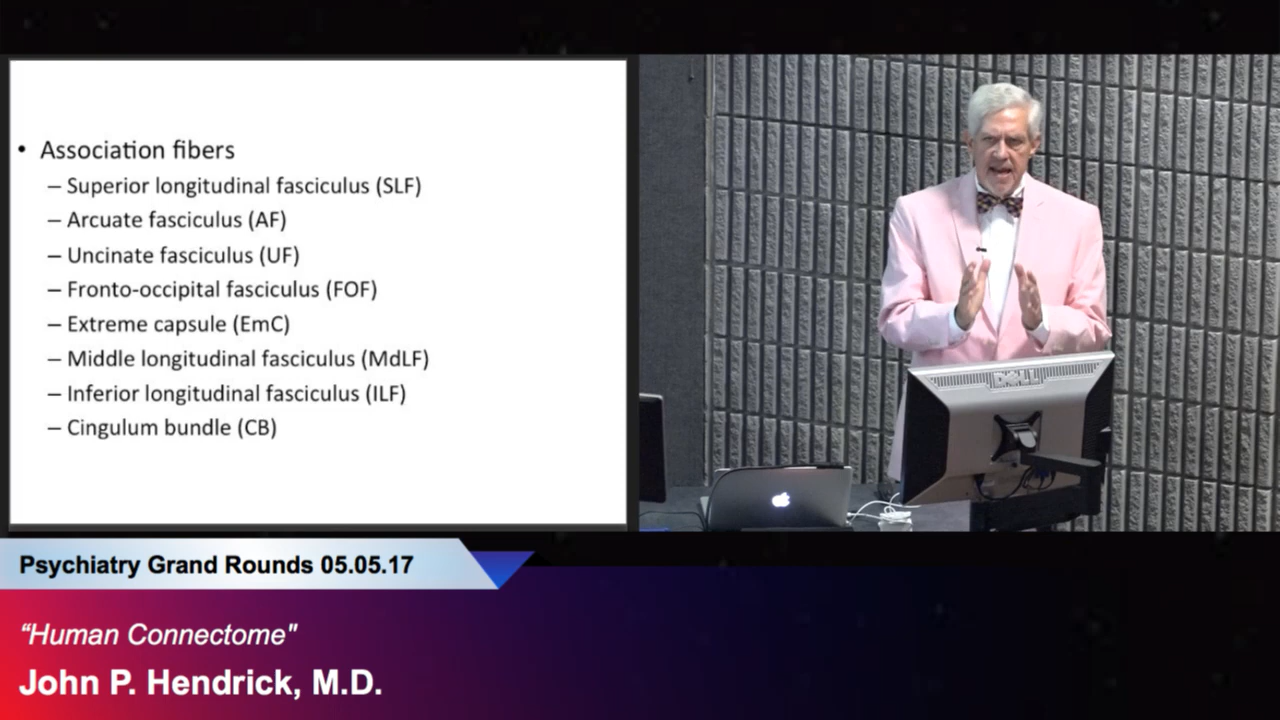 • Association fibers
– Superior longitudinal fasciculus (SLF)
– Arcuate fasciculus (AF)
– Uncinate fasciculus (UF)
– Fronto-occipital fasciculus (FOF)
– Extreme capsule (EmC)
– Middle longitudinal fasciculus (MdLF)
– Inferior longitudinal fasciculus (ILF)
– Cingulum bundle (CB)
DELL
Psychiatry Grand Rounds 05.05.17
“Human Connectome"
John P. Hendrick, M.D.